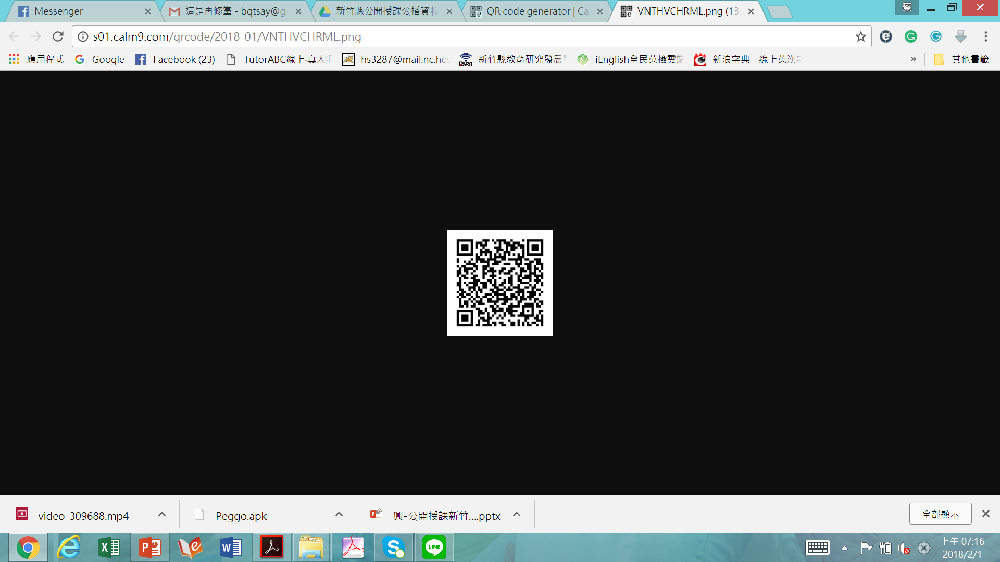 Messenger
這是再修黨 - bqtsay@g
新竹縣公開授課公播資料
QR code generator | Ca
VNTHVCHRML.png (13
蔡
s01.calm9.com/qrcode/2018-01/VNTHVCHRML.png
應用程式
Google
Facebook (23)
TutorABC線上·真人·
hs3287@mail.nc.hcc
新竹縣教育研究發展
iEnglish全民英檢雲端
新浪字典 - 線上英漢字
»
其他書籤
video_309688.mp4
Peggo.apk
興-公開授課新竹....pptx
全部顯示
LINE
上午 07:16
2018/2/1